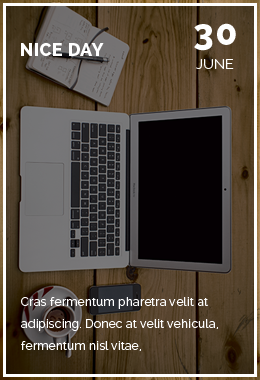 NICE DAY
30
JUNE
Cras fermentum pharetra velit at
adipiscing. Donec at velit vehicula,
fermentum nisl vitae,